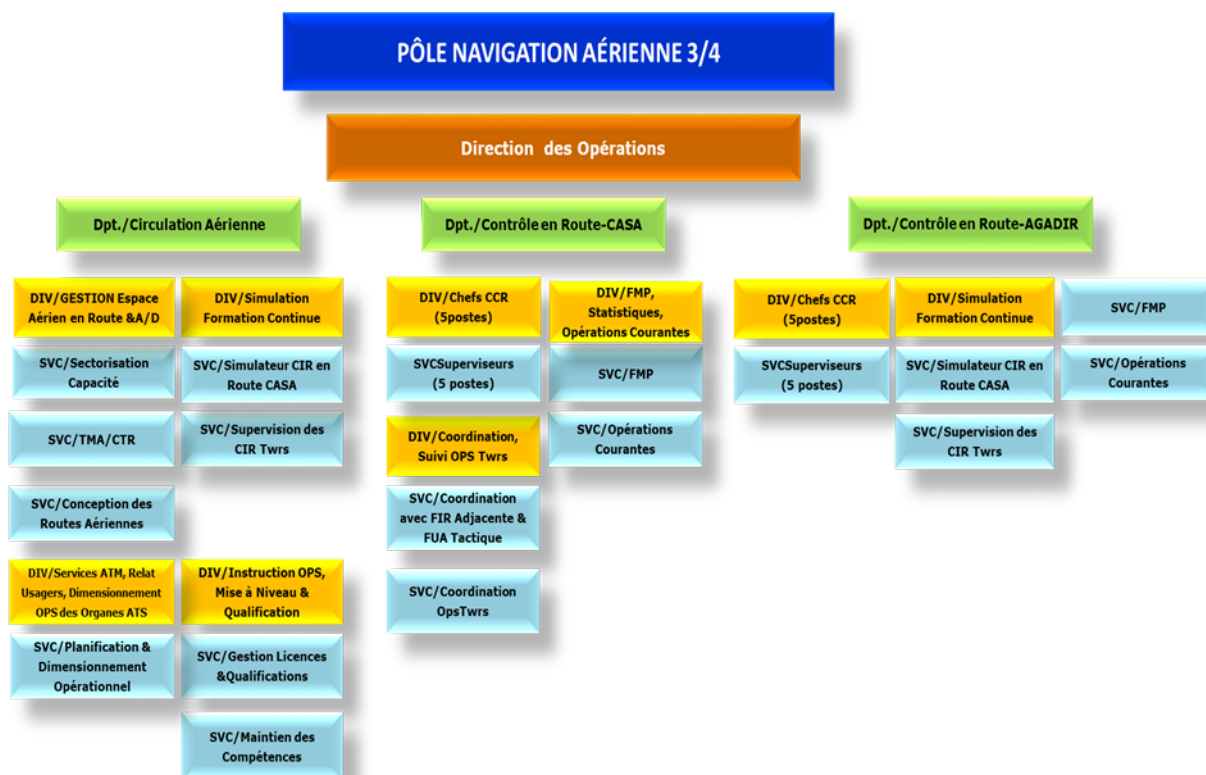 PÔLE NAVIGATION AÉRIENNE 3/4
Direction des Opérations
Dpt./Circulation Aérienne
DIV/GESTION Espace
Aérien en Route &A/D
SVC/Sectorisation
Capacité
SVC/TMA/CTR
SVC/Conception des
Routes Aériennes
DIV/Services ATM, Relat
Usagers, Dimensionnement
OPS des Organes ATS
SVC/Planification &
Dimensionnement
Opérationnel
DIV/Simulation
Formation Continue
SVC/Simulateur CIR en
Route CASA
SVC/Supervision des
CIR Twrs
DIV/Instruction OPS,
Mise à Niveau &
Qualification
SVC/Gestion Licences
&Qualifications
SVC/Maintien des
Compétences
Dpt./Contrôle en Route-CASA
DIV/Chefs CCR
(5postes)
SVCSuperviseurs
(5 postes)
DIV/Coordination,
Suivi OPS Twrs
SVC/Coordination
avec FIR Adjacente &
FUA Tactique
SVC/Coordination
OpsTwrs
DIV/FMP,
Statistiques,
Opérations Courantes
SVC/FMP
SVC/Opérations
Courantes
Dpt./Contrôle en Route-AGADIR
DIV/Chefs CCR
(5postes)
SVCSuperviseurs
(5 postes)
DIV/Simulation
Formation Continue
SVC/Simulateur CIR en
Route CASA
SVC/Supervision des
CIR Twrs
SVC/FMP
SVC/Opérations
Courantes